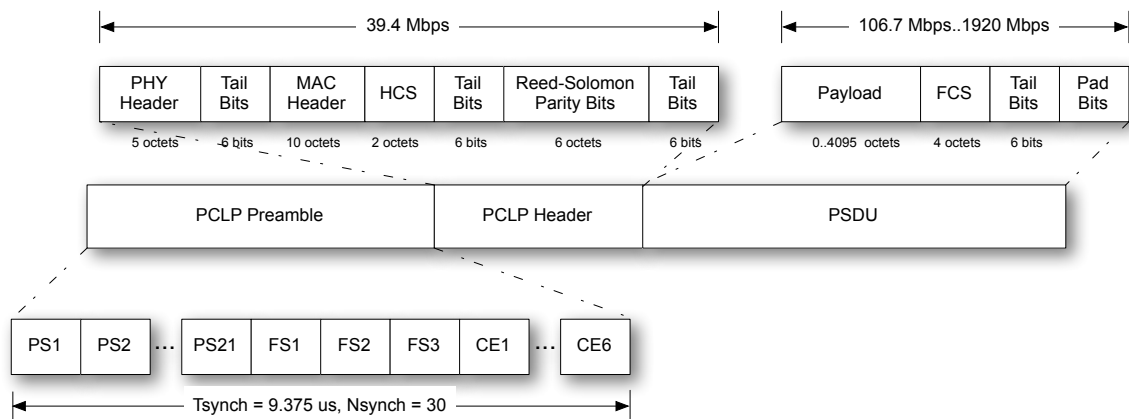 39.4 Mbps
106.7 Mbps..1920 Mbps
PHY Header
Tail Bits
MAC Header
HCS
Tail Bits
Reed-Solomon Parity Bits
Tail Bits
Payload
FCS
Tail Bits
Pad Bits
5 octets
6 bits
10 octets
2 octets
6 bits
6 octets
6 bits
0..4095 octets
4 octets
6 bits
PCLP Preamble
PCLP Header
PSDU
PS1
PS2
...
PS21
FS1
FS2
FS3
CE1
...
CE6
Tsynch = 9.375 us, Nsynch = 30